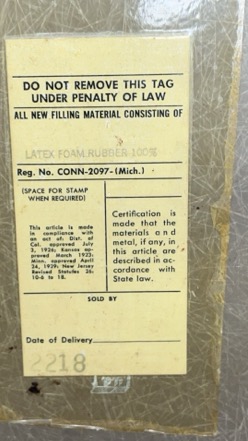 DO NOT REMOVE THIS TAG
UNDER PENALTY OF LAW
ALL NEW FILLING MATERIAL CONSISTING OF
LATEX FOAM RUBBER 100%
Reg. No. CONN-2097-(Mich.)
(SPACE FOR STAMP
WHEN REQUIRED)
This article is made
in compliance with
an act of: Dist. of
Col. approved July
3, 1926; Kansas ap-
proved March 1923;
Minn. approved April
24, 1929; New Jersey
Revised Statutes 26:
10-6 to 18.
Certification is
made that the
materials and
metal, if any, in
this article are
described in ac-
cordance with
State law.
SOLD BY
Date of Delivery
2218